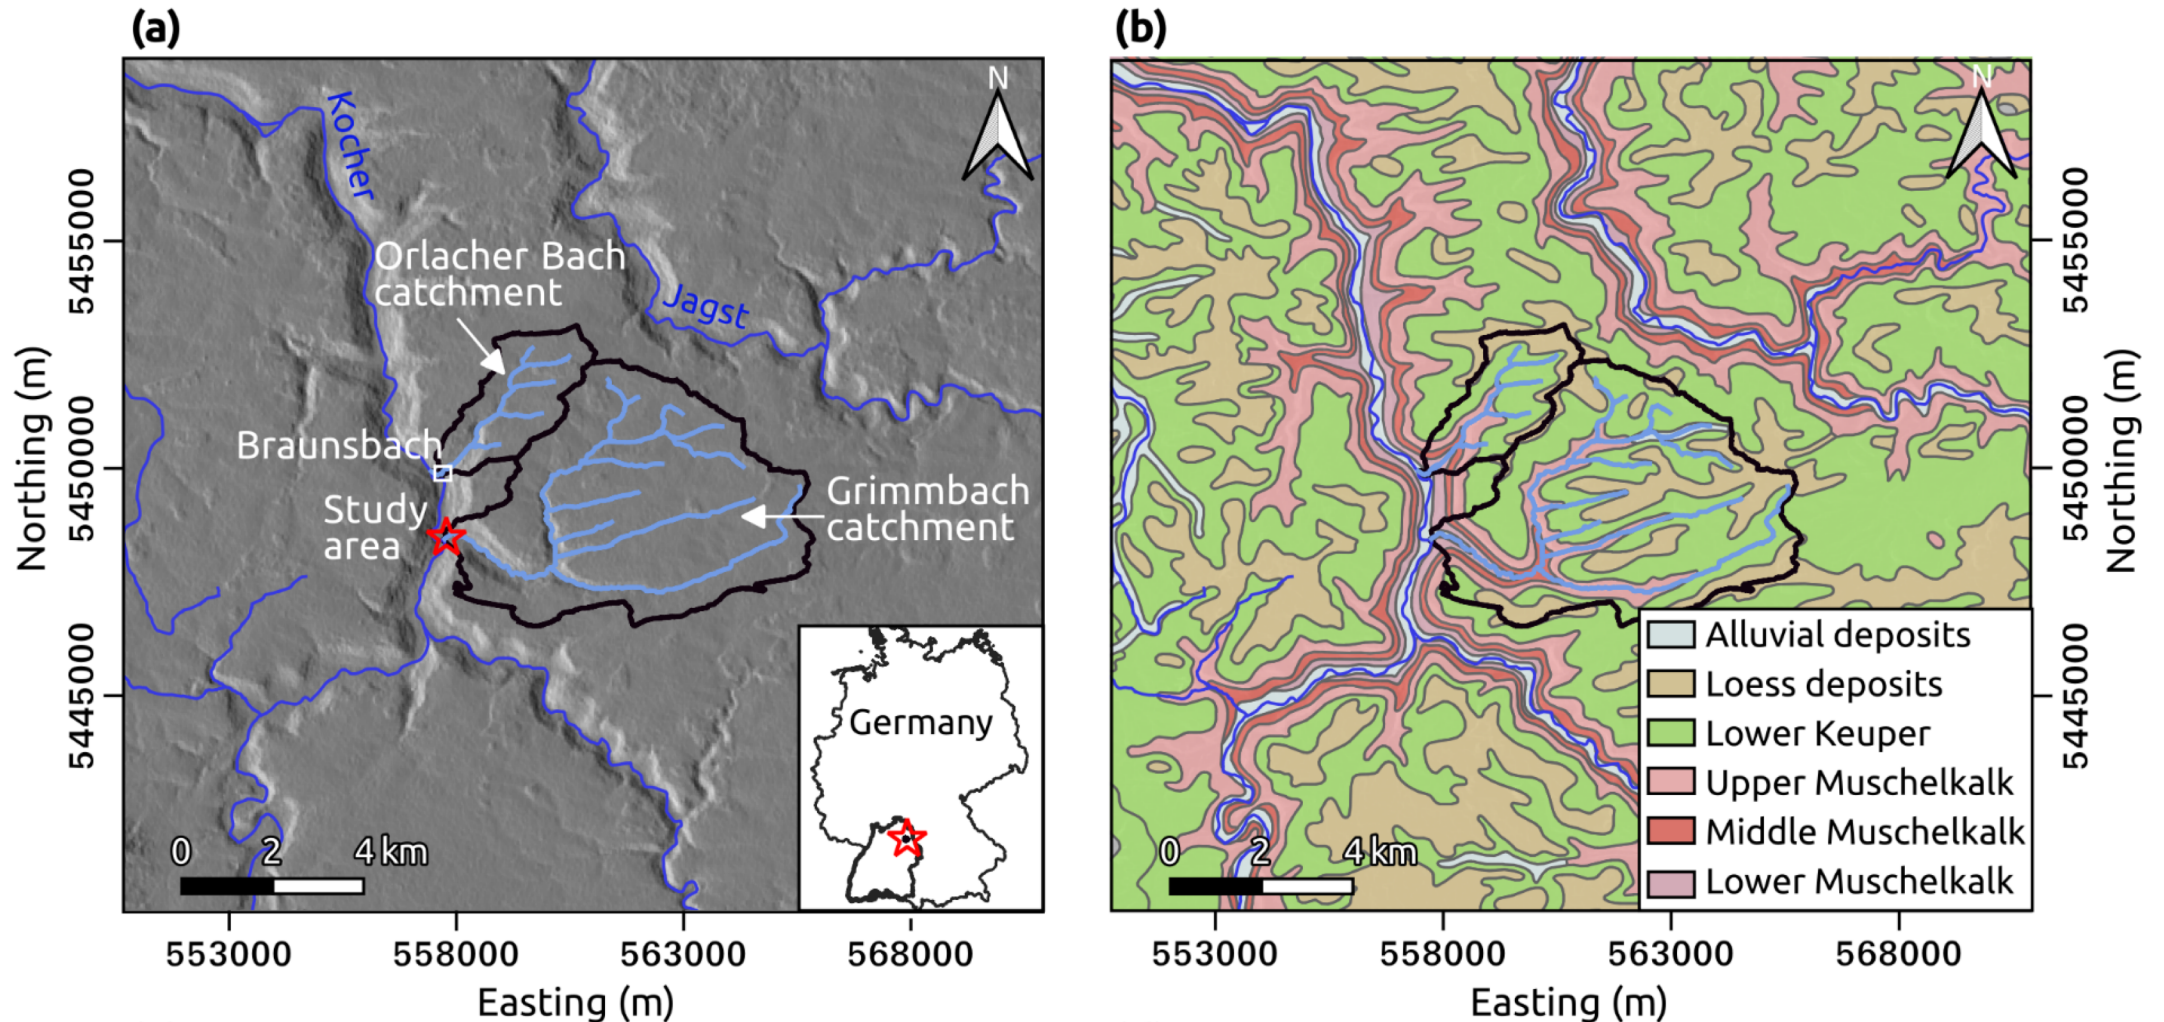 (a)
N
Kocher
Orlacher Bach
catchment
Jagst
Braunsbach
Study
area
Grimmbach
catchment
Germany
0 2 4 km
5455000
5450000
5445000
Northing (m)
553000 558000 563000 568000
Easting (m)
(b)
N
Alluvial deposits
Loess deposits
Lower Keuper
Upper Muschelkalk
Middle Muschelkalk
Lower Muschelkalk
0 2 4 km
5455000
5450000
5445000
Northing (m)
553000 558000 563000 568000
Easting (m)